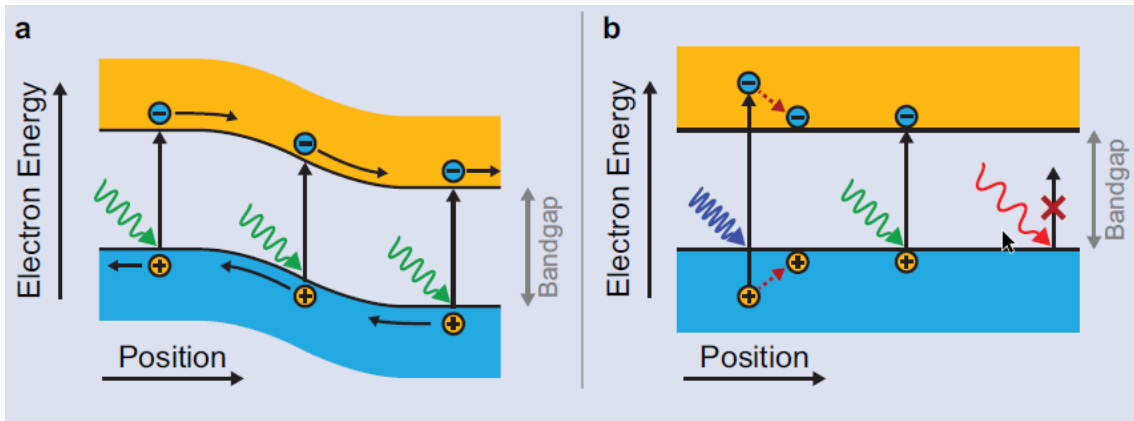 a
Electron Energy
Bandgap
Position
b
Electron Energy
Bandgap
Position